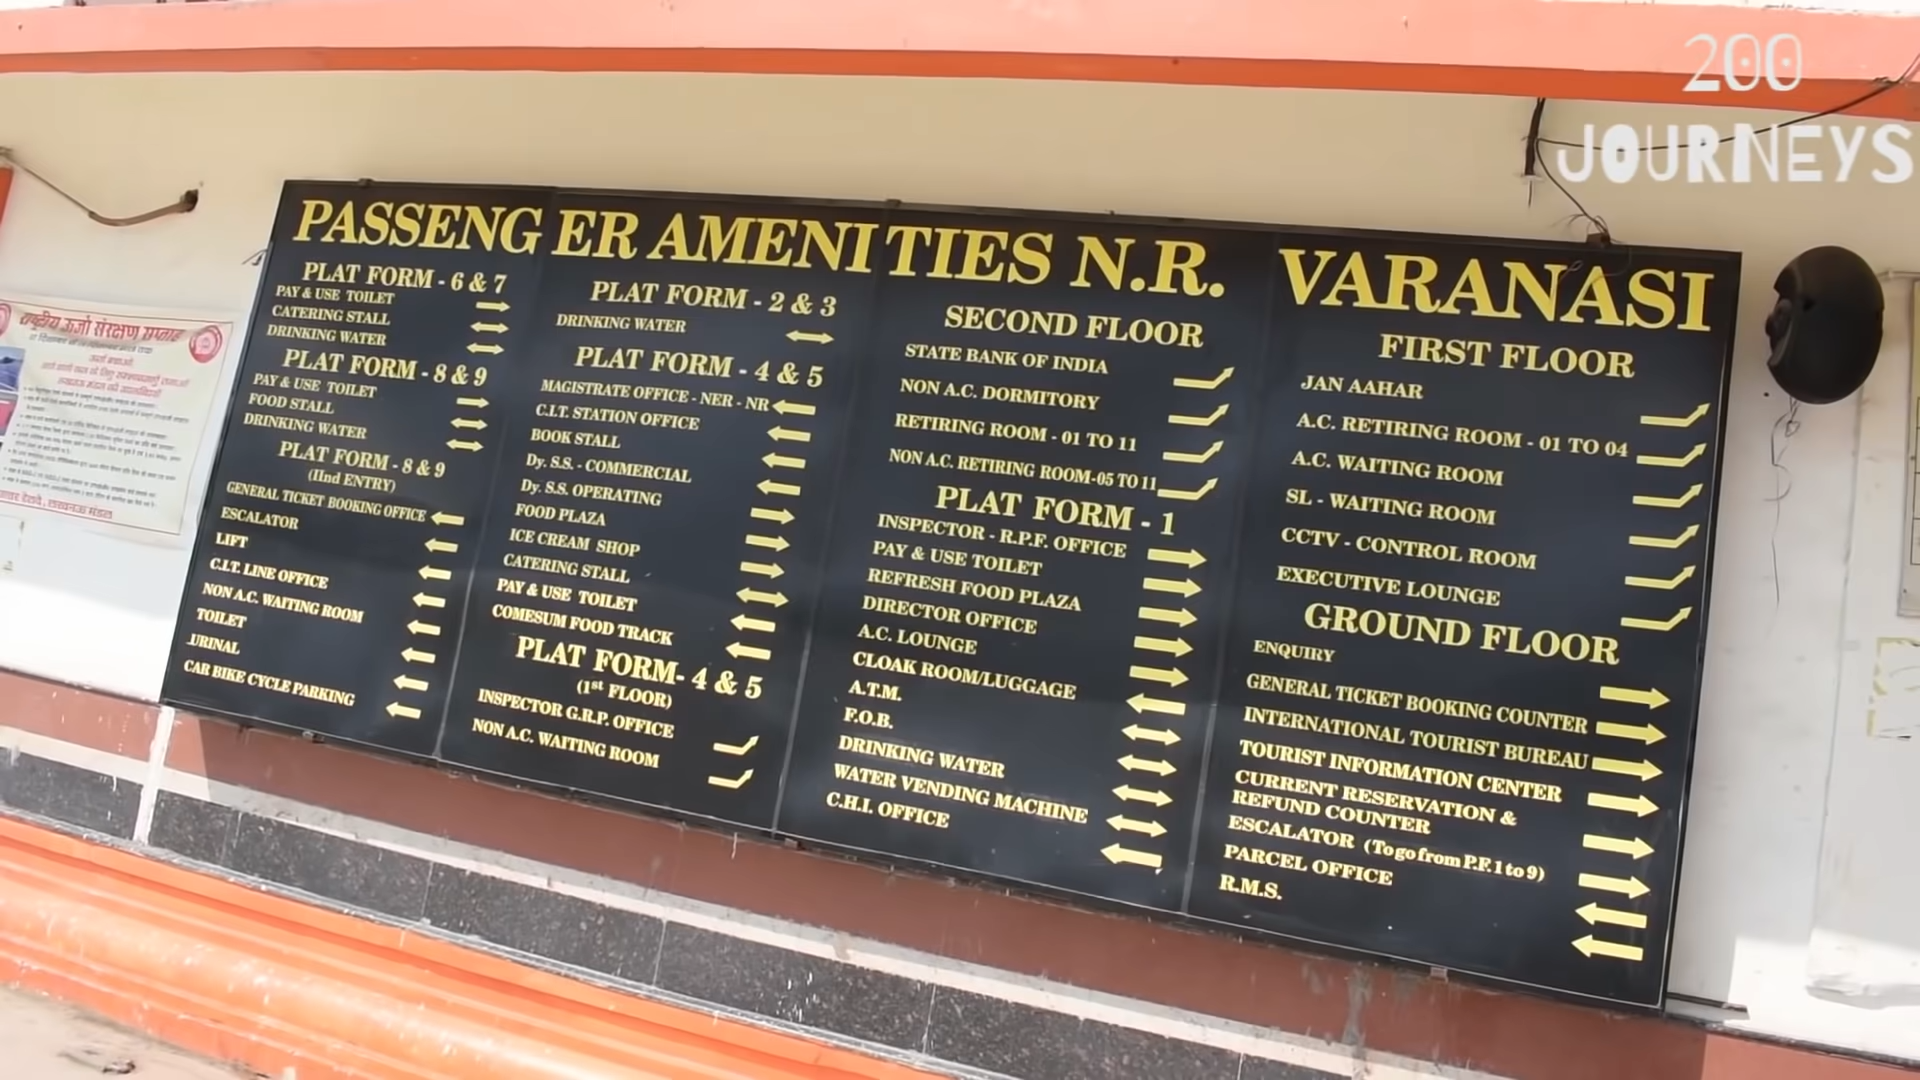 200
JOURNEYS
PASSENGER AMENITIES N.R. VARANASI
PLAT FORM - 6 & 7
PAY & USE TOILET
CATERING STALL
DRINKING WATER
PLAT FORM - 8 & 9
PAY & USE TOILET
FOOD STALL
DRINKING WATER
PLAT FORM - 8 & 9
(IInd ENTRY)
GENERAL TICKET BOOKING OFFICE
ESCALATOR
LIFT
C.I.T. LINE OFFICE
NON A.C. WAITING ROOM
TOILET
URINAL
CAR BIKE CYCLE PARKING
PLAT FORM - 2 & 3
DRINKING WATER
PLAT FORM - 4 & 5
MAGISTRATE OFFICE - NER - NR
C.I.T. STATION OFFICE
BOOK STALL
Dy. S.S. - COMMERCIAL
Dy. S.S. OPERATING
FOOD PLAZA
ICE CREAM SHOP
CATERING STALL
PAY & USE TOILET
COMESUM FOOD TRACK
PLAT FORM- 4 & 5
(1st FLOOR)
INSPECTOR G.R.P. OFFICE
NON A.C. WAITING ROOM
SECOND FLOOR
STATE BANK OF INDIA
NON A.C. DORMITORY
RETIRING ROOM - 01 TO 11
NON A.C. RETIRING ROOM-05 TO 11
PLAT FORM - 1
INSPECTOR - R.P.F. OFFICE
PAY & USE TOILET
REFRESH FOOD PLAZA
DIRECTOR OFFICE
A.C. LOUNGE
CLOAK ROOM/LUGGAGE
A.T.M.
F.O.B.
DRINKING WATER
WATER VENDING MACHINE
C.H.I. OFFICE
FIRST FLOOR
JAN AAHAR
A.C. RETIRING ROOM - 01 TO 04
A.C. WAITING ROOM
SL - WAITING ROOM
CCTV - CONTROL ROOM
EXECUTIVE LOUNGE
GROUND FLOOR
ENQUIRY
GENERAL TICKET BOOKING COUNTER
INTERNATIONAL TOURIST BUREAU
TOURIST INFORMATION CENTER
CURRENT RESERVATION &
REFUND COUNTER
ESCALATOR (To go from P.F. 1 to 9)
PARCEL OFFICE
R.M.S.
राष्ट्रीय ऊर्जा संरक्षण सप्ताह